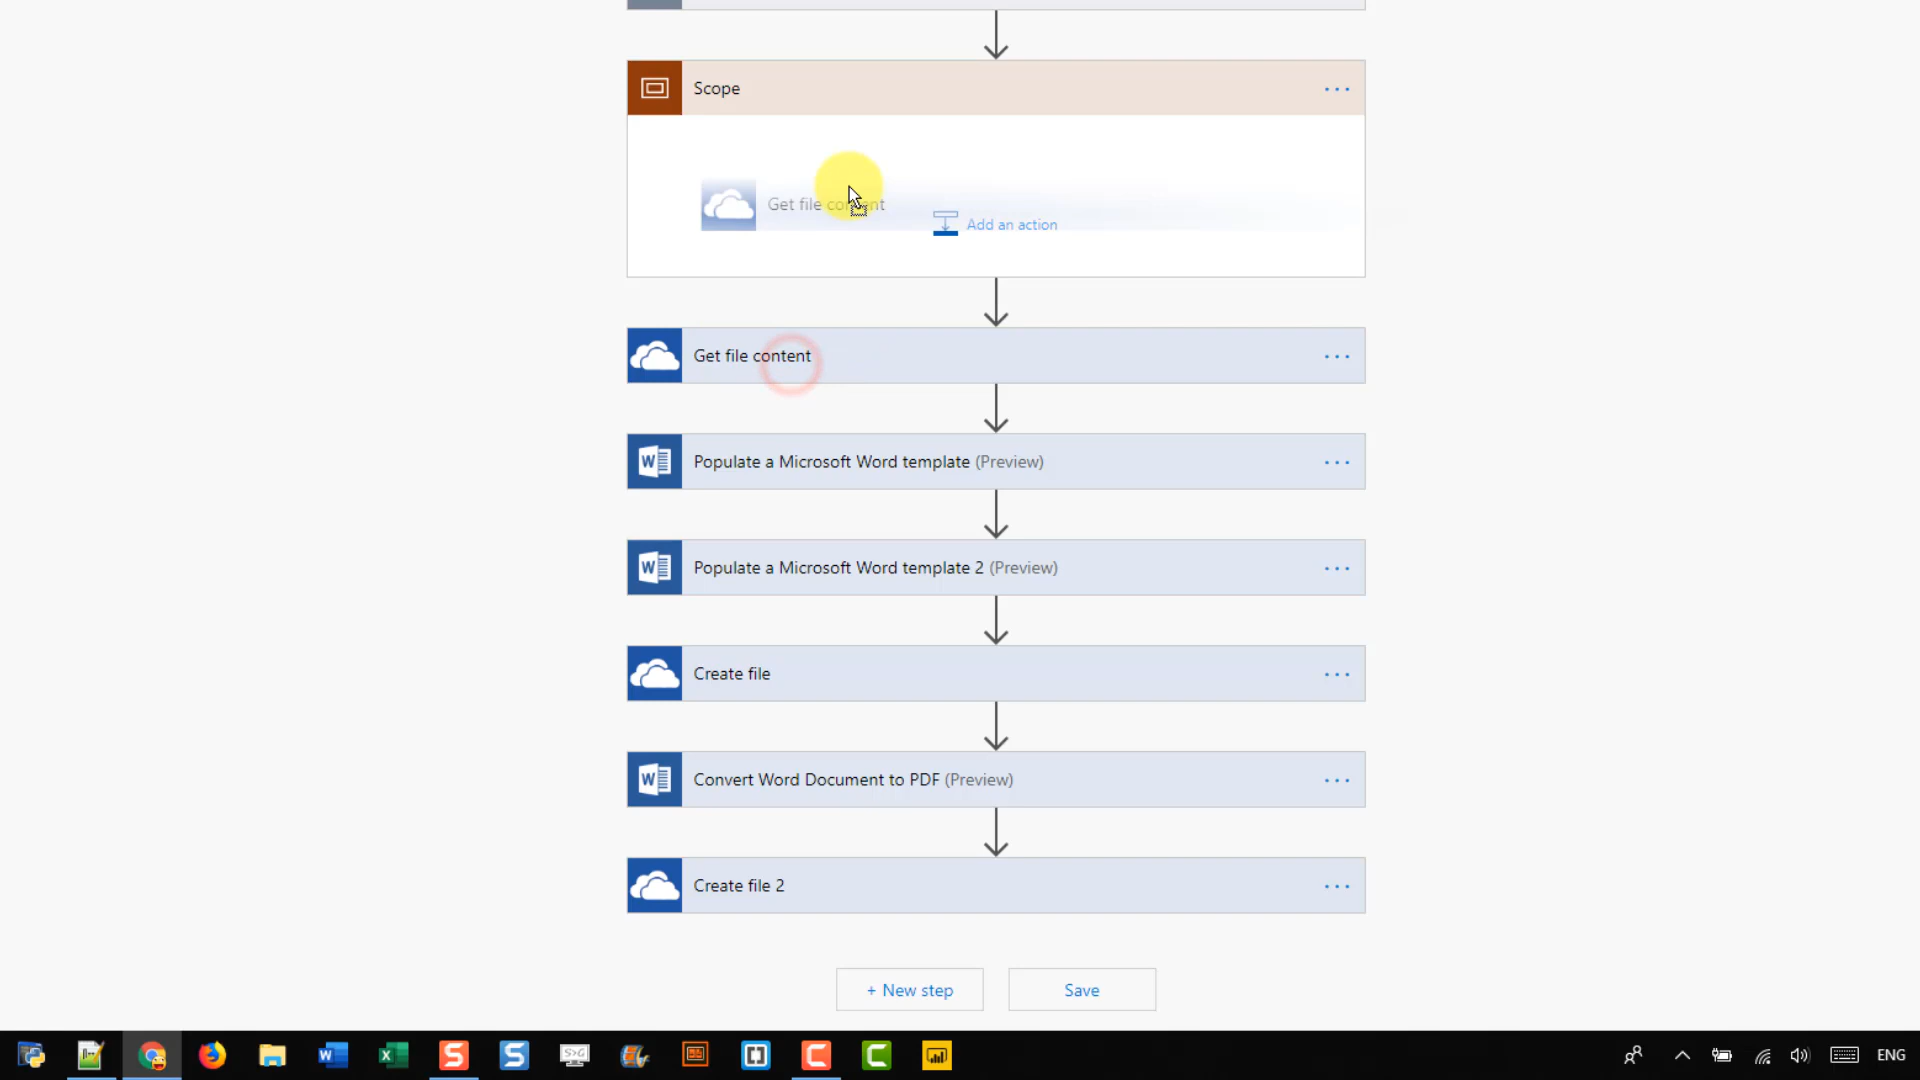 Scope
Get file content
Add an action
Get file content
Populate a Microsoft Word template (Preview)
Populate a Microsoft Word template 2 (Preview)
Create file
Convert Word Document to PDF (Preview)
Create file 2
+ New step
Save
ENG